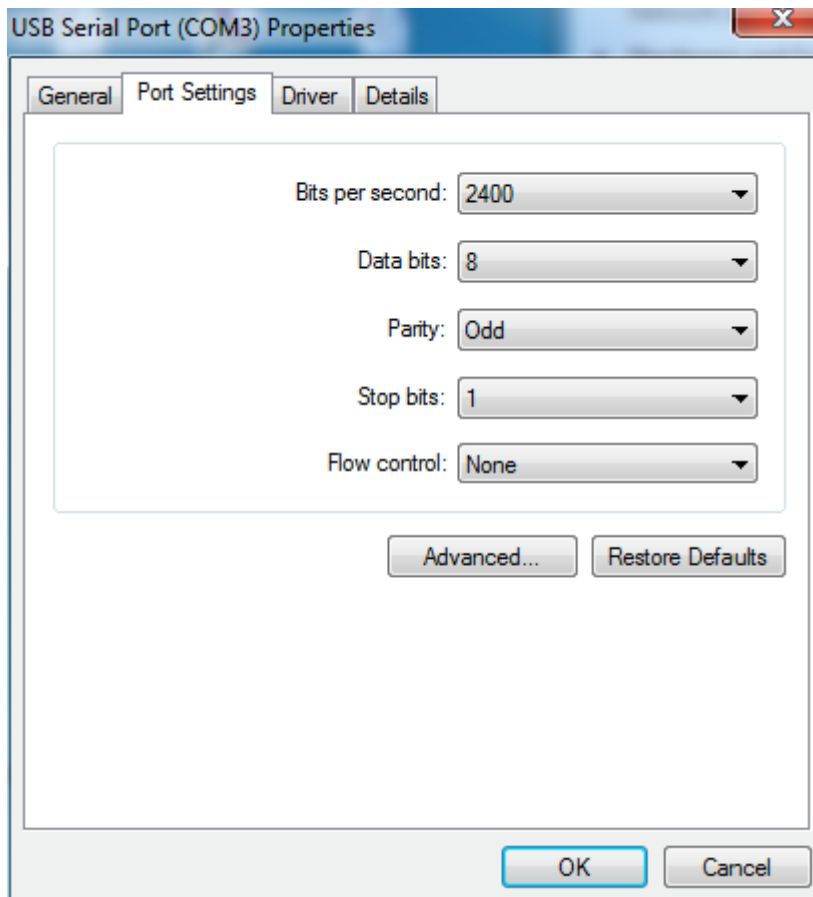 USB Serial Port (COM3) Properties
General Port Settings Driver Details
Bits per second: 2400
Data bits: 8
Parity: Odd
Stop bits: 1
Flow control: None
Advanced... Restore Defaults
OK Cancel